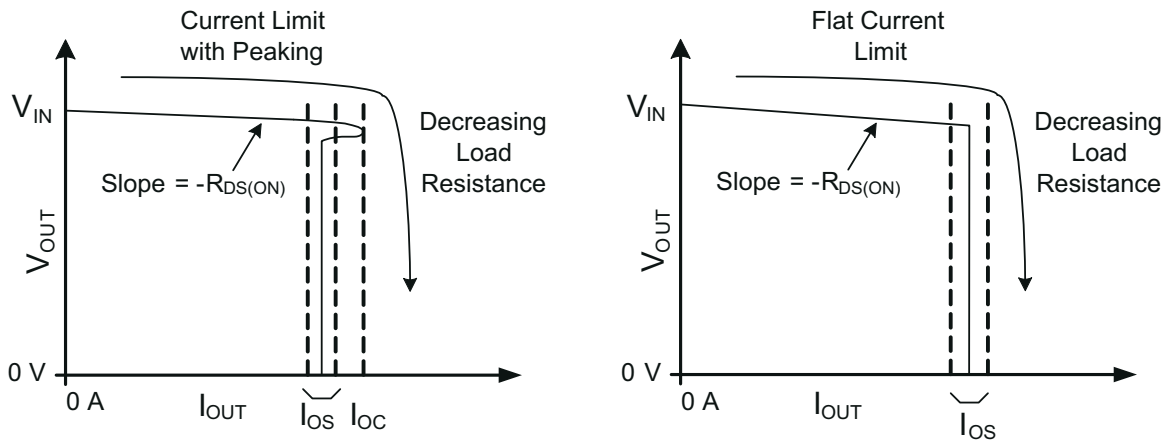 Current Limit
with Peaking
V_IN
Slope = -R_DS(ON)
Decreasing
Load
Resistance
V_OUT
0 V
0 A
I_OUT
I_OS
I_OC
Flat Current
Limit
V_IN
Slope = -R_DS(ON)
Decreasing
Load
Resistance
V_OUT
0 V
0 A
I_OUT
I_OS